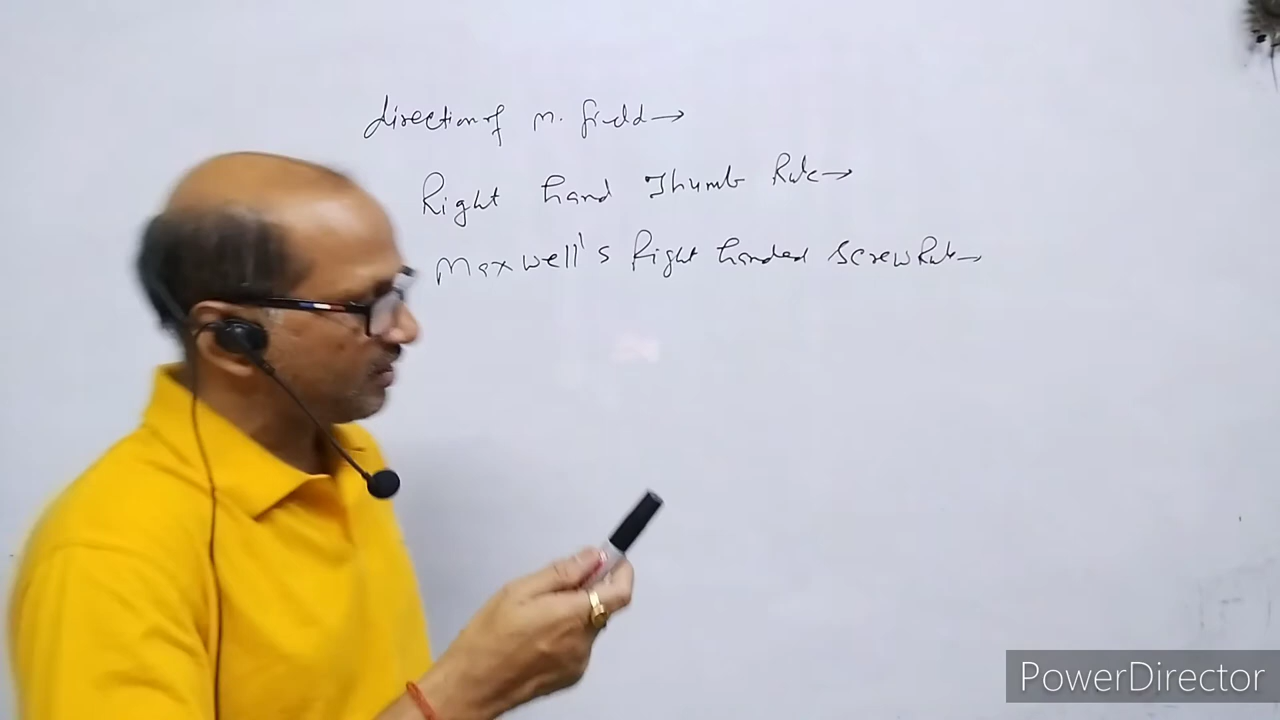 direction of m. field→
Right hand Thumb Rule→
Maxwell's Right handed screw Rule→
PowerDirector